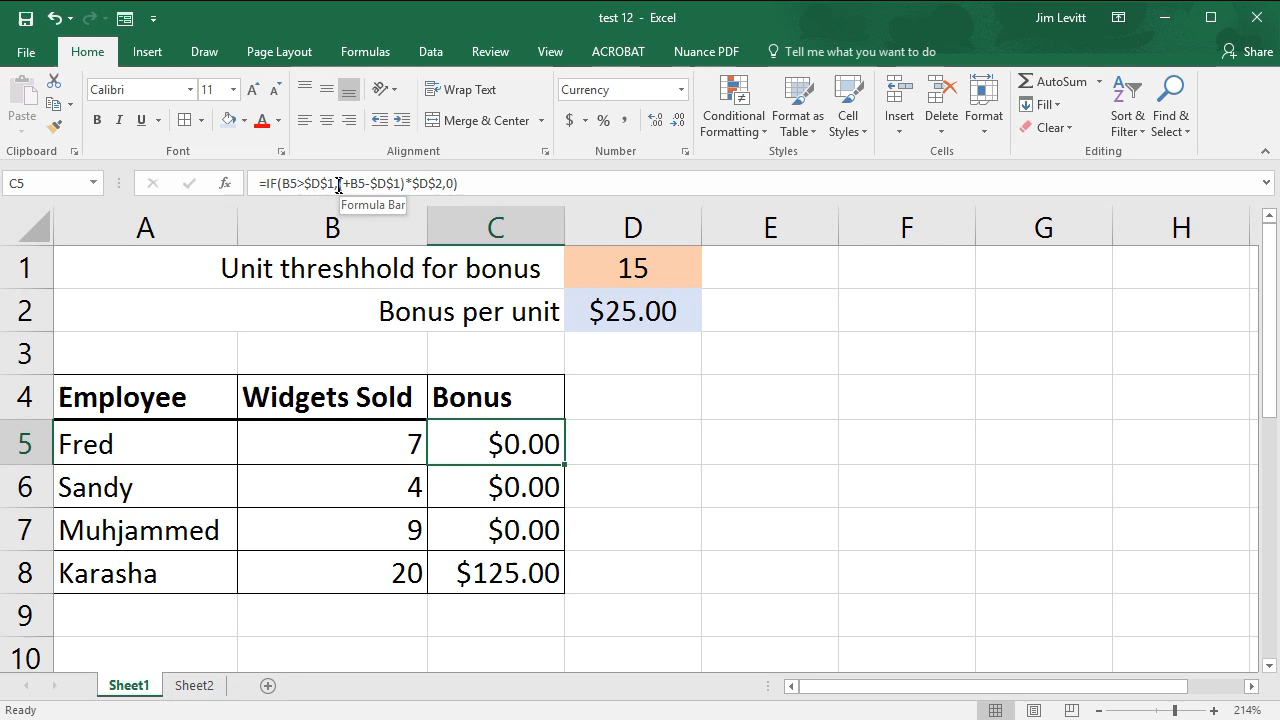 test 12 - Excel
Jim Levitt
File Home Insert Draw Page Layout Formulas Data Review View ACROBAT Nuance PDF Tell me what you want to do Share
Paste
Calibri 11
Wrap Text
Merge & Center
Currency
Conditional Formatting
Format as Table
Cell Styles
Insert Delete Format
AutoSum
Fill
Clear
Sort & Filter
Find & Select
Clipboard Font Alignment Number Styles Cells Editing
C5 fx =IF(B5>$D$1,(+B5-$D$1)*$D$2,0)
Formula Bar
A B C D E F G H
1 Unit threshhold for bonus 15
2 Bonus per unit $25.00
3
4 Employee Widgets Sold Bonus
5 Fred 7 $0.00
6 Sandy 4 $0.00
7 Muhjammed 9 $0.00
8 Karasha 20 $125.00
9
10
Sheet1 Sheet2
Ready 214%